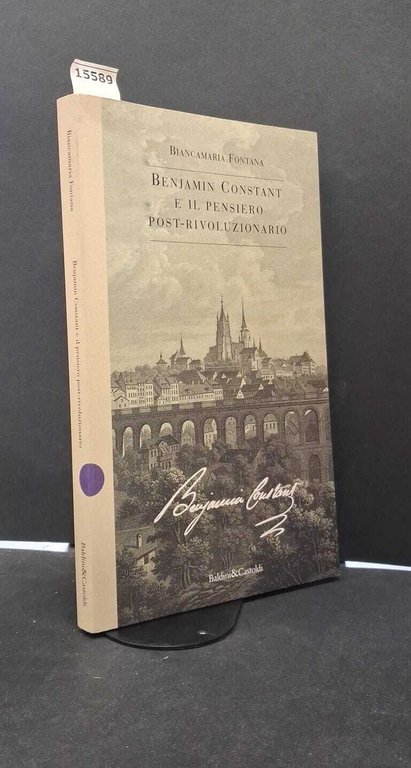 15589
BIANCAMARIA FONTANA
BENJAMIN CONSTANT
E IL PENSIERO
POST-RIVOLUZIONARIO
Benjamin Constant
Baldini&Castoldi
Biancamaria Fontana
Benjamin Constant e il pensiero post-rivoluzionario
Baldini&Castoldi